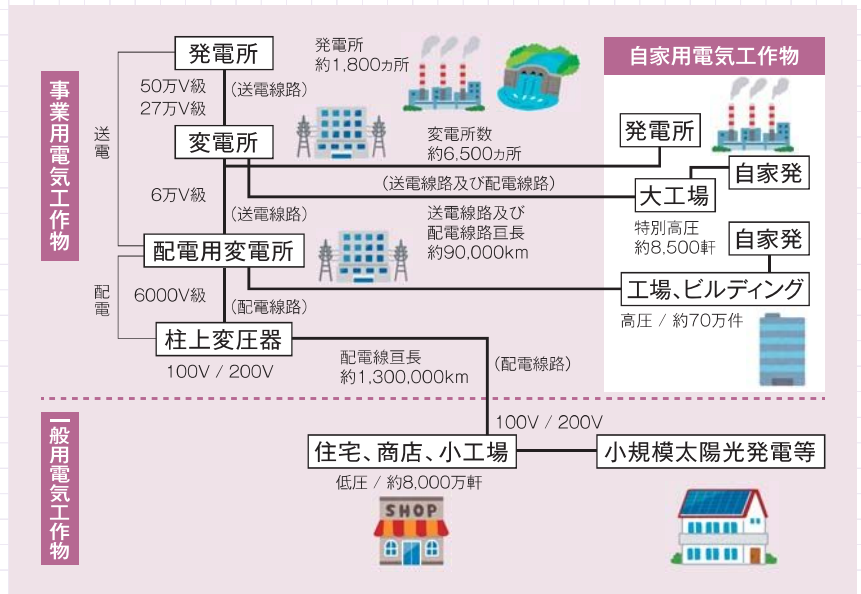 発電所
50万V級
27万V級
(送電線路)
発電所
約1,800ヵ所
自家用電気工作物
事業用電気工作物
送電
変電所
変電所数
約6,500ヵ所
発電所
自家発
(送電線路及び配電線路)
大工場
特別高圧
約8,500軒
6万V級
(送電線路)
送電線路及び
配電線路亘長
約90,000km
自家発
配電用変電所
工場、ビルディング
高圧 / 約70万件
配電
6000V級
(配電線路)
柱上変圧器
100V / 200V
配電線亘長
約1,300,000km
(配電線路)
一般用電気工作物
100V / 200V
住宅、商店、小工場
小規模太陽光発電等
低圧 / 約8,000万軒
SHOP